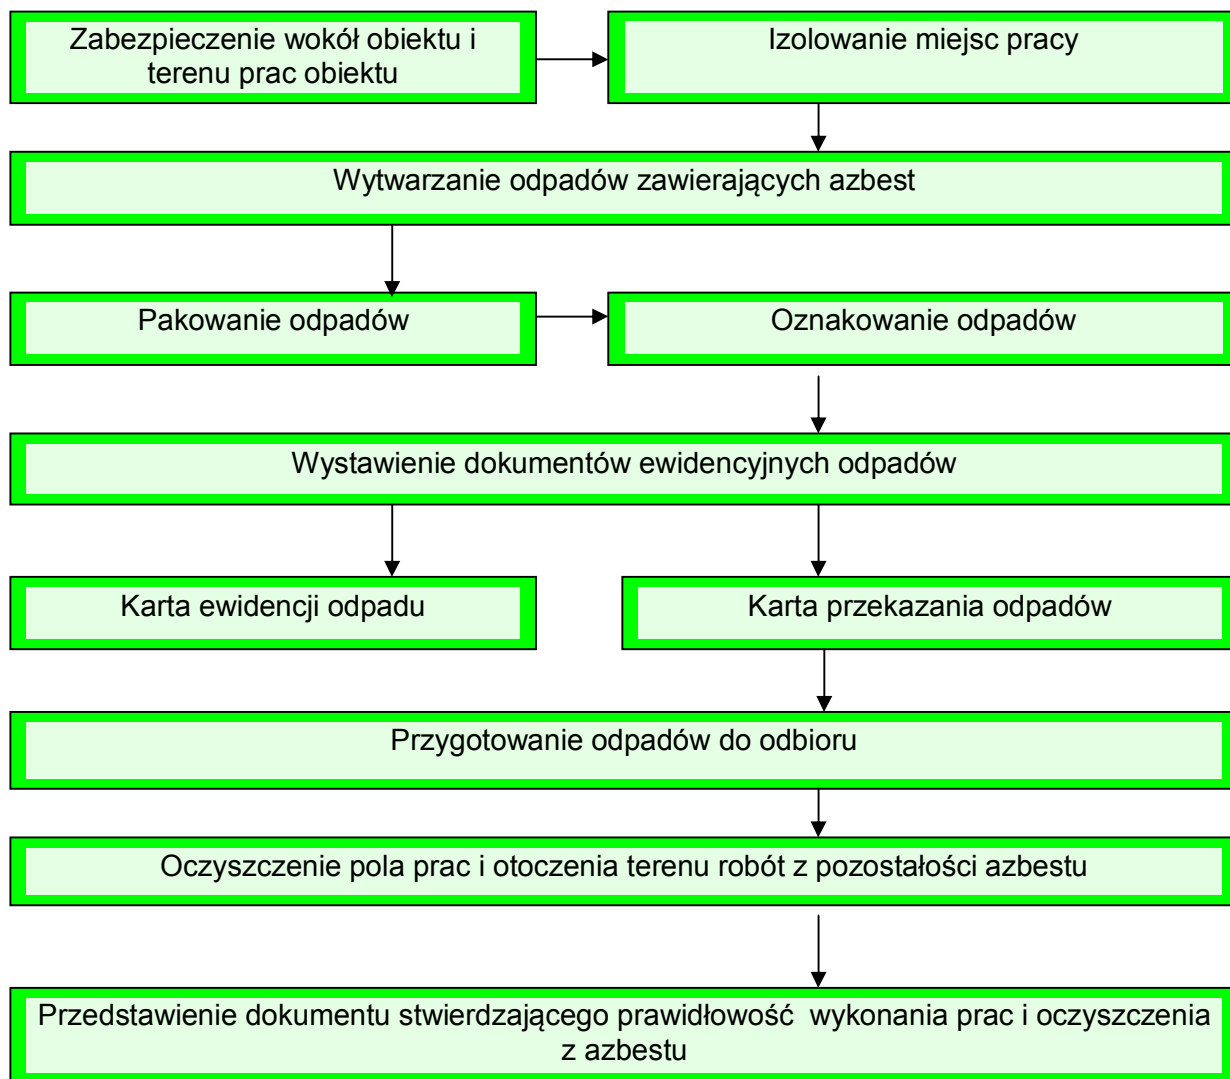 Zabezpieczenie wokół obiektu i
terenu prac obiektu
Izolowanie miejsc pracy
Wytwarzanie odpadów zawierających azbest
Pakowanie odpadów
Oznakowanie odpadów
Wystawienie dokumentów ewidencyjnych odpadów
Karta ewidencji odpadu
Karta przekazania odpadów
Przygotowanie odpadów do odbioru
Oczyszczenie pola prac i otoczenia terenu robót z pozostałości azbestu
Przedstawienie dokumentu stwierdzającego prawidłowość wykonania prac i oczyszczenia
z azbestu